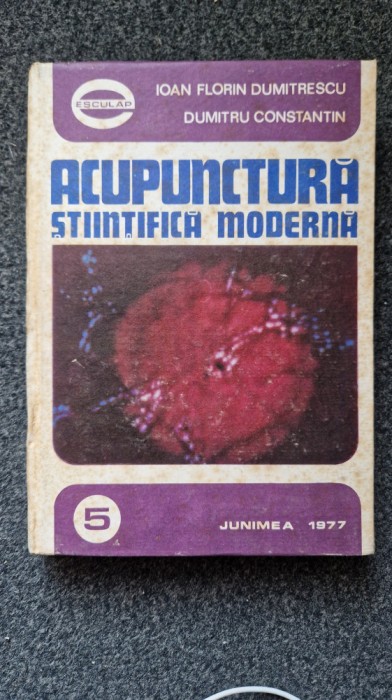 ESCULAP
IOAN FLORIN DUMITRESCU
DUMITRU CONSTANTIN
ACUPUNCTURĂ
ȘTIINȚIFICĂ MODERNĂ
5
JUNIMEA 1977